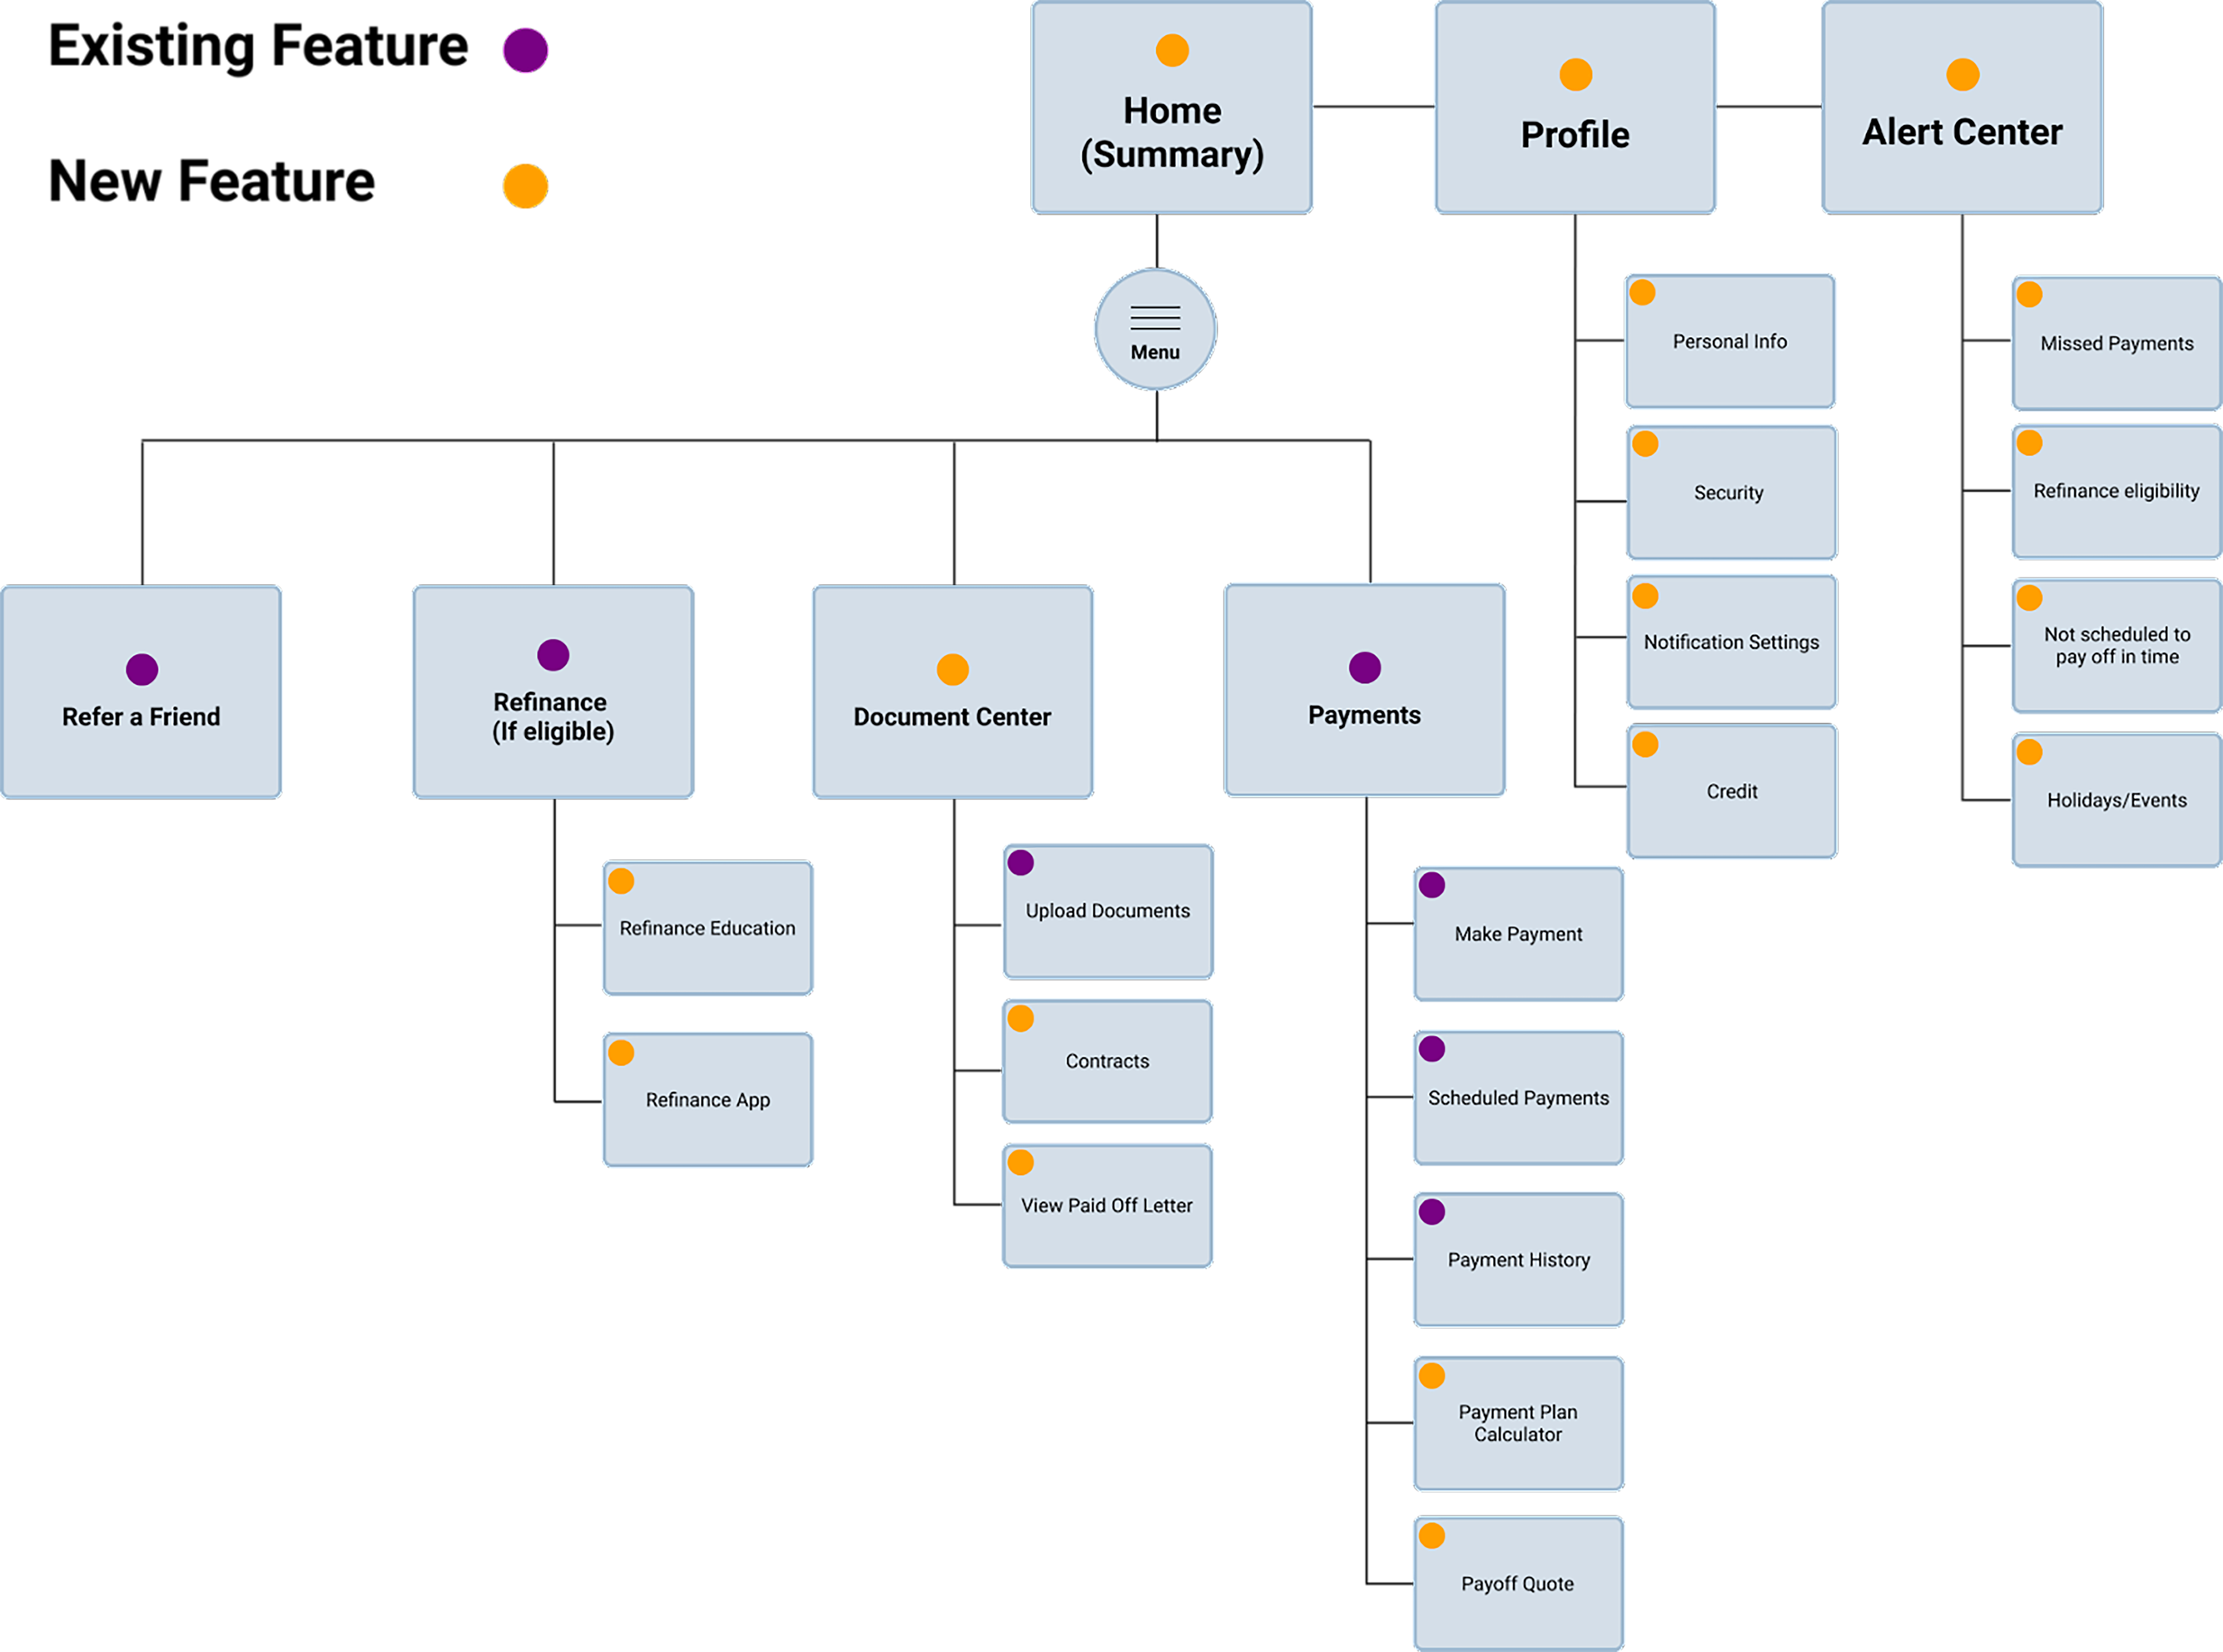 Existing Feature
New Feature
Home
(Summary)
Profile
Alert Center
Menu
Personal Info
Security
Notification Settings
Credit
Missed Payments
Refinance eligibility
Not scheduled to
pay off in time
Holidays/Events
Refer a Friend
Refinance
(If eligible)
Document Center
Payments
Refinance Education
Refinance App
Upload Documents
Contracts
View Paid Off Letter
Make Payment
Scheduled Payments
Payment History
Payment Plan
Calculator
Payoff Quote